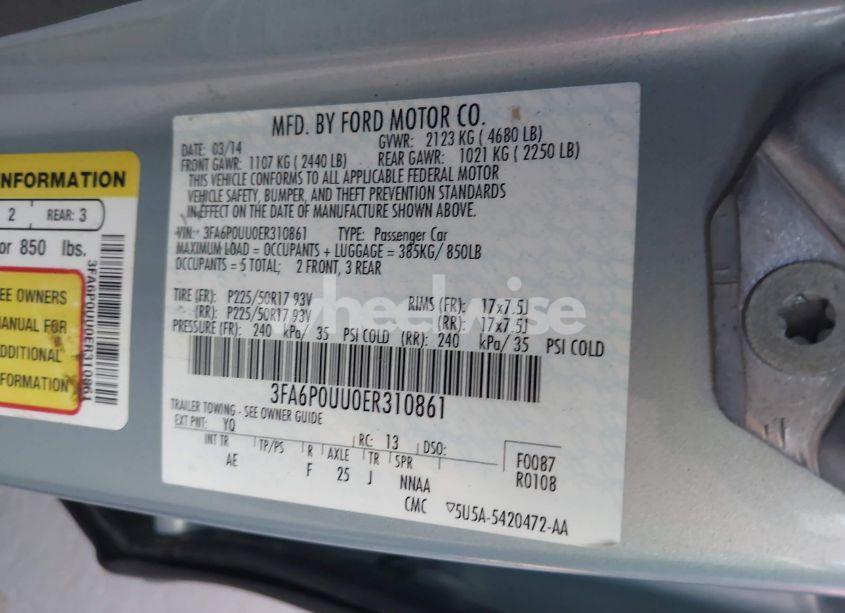 MFD. BY FORD MOTOR CO.
DATE: 03/14 GVWR: 2123 KG ( 4680 LB)
FRONT GAWR: 1107 KG ( 2440 LB) REAR GAWR: 1021 KG ( 2250 LB)
THIS VEHICLE CONFORMS TO ALL APPLICABLE FEDERAL MOTOR
VEHICLE SAFETY, BUMPER, AND THEFT PREVENTION STANDARDS
IN EFFECT ON THE DATE OF MANUFACTURE SHOWN ABOVE.
VIN: 3FA6P0UU0ER310861 TYPE: Passenger Car
MAXIMUM LOAD = OCCUPANTS + LUGGAGE = 385KG/ 850LB
OCCUPANTS = 5 TOTAL; 2 FRONT, 3 REAR
TIRE (FR): P225/50R17 93V RIMS (FR): 17x7.5J
(RR): P225/50R17 93V (RR): 17x7.5J
PRESSURE (FR): 240 kPa/ 35 PSI COLD (RR): 240 kPa/35 PSI COLD
3FA6P0UU0ER310861
TRAILER TOWING - SEE OWNER GUIDE
EXT PNT: YQ RC: 13 DSO:
INT TR TP/PS R AXLE TR SPR F0087
AE F 25 J NNAA R0108
CMC 5U5A-5420472-AA
NFORMATION
2 REAR: 3
or 850 lbs.
EE OWNERS
MANUAL FOR
ADDITIONAL
FORMATION
3FA6P0UU0ER310861
wheelwise